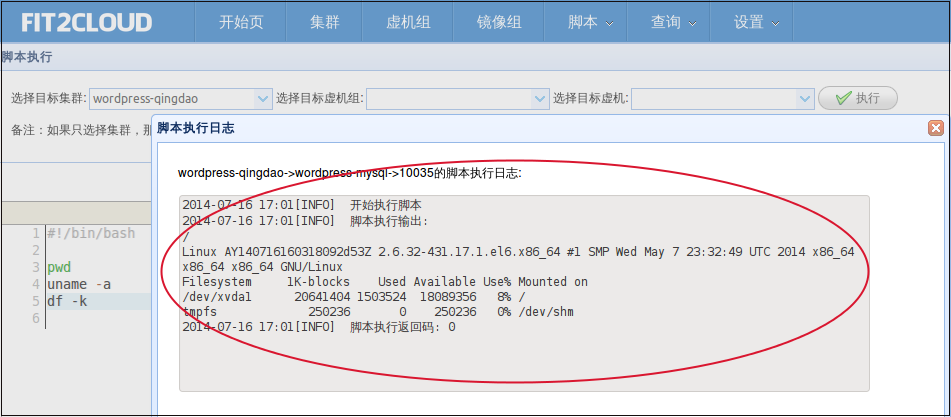 FIT2CLOUD 开始页 集群 虚机组 镜像组 脚本 查询 设置
脚本执行
选择目标集群: wordpress-qingdao 选择目标虚机组: 选择目标虚机: 执行
备注：如果只选择集群，那
脚本执行日志
wordpress-qingdao->wordpress-mysql->10035的脚本执行日志:
2014-07-16 17:01[INFO] 开始执行脚本
2014-07-16 17:01[INFO] 脚本执行输出:
/
Linux AY140716160318092d53Z 2.6.32-431.17.1.el6.x86_64 #1 SMP Wed May 7 23:32:49 UTC 2014 x86_64
x86_64 x86_64 GNU/Linux
Filesystem 1K-blocks Used Available Use% Mounted on
/dev/xvda1 20641404 1503524 18089356 8% /
tmpfs 250236 0 250236 0% /dev/shm
2014-07-16 17:01[INFO] 脚本执行返回码: 0
1 #!/bin/bash
2
3 pwd
4 uname -a
5 df -k
6